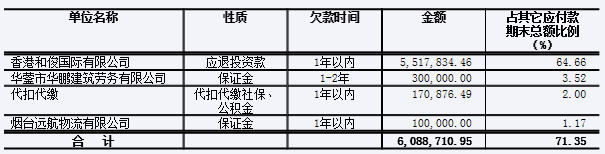 单位名称 性质 欠款时间 金额 占其它应付款
期末总额比例
(%)
香港和俊国际有限公司 应退投资款 1年以内 5,517,834.46 64.66
华蓥市华鹏建筑劳务有限公司 保证金 1-2年 300,000.00 3.52
代扣代缴 代扣代缴社保、 1年以内 170,876.49 2.00
公积金
烟台远航物流有限公司 保证金 1年以内 100,000.00 1.17
合 计 6,088,710.95 71.35